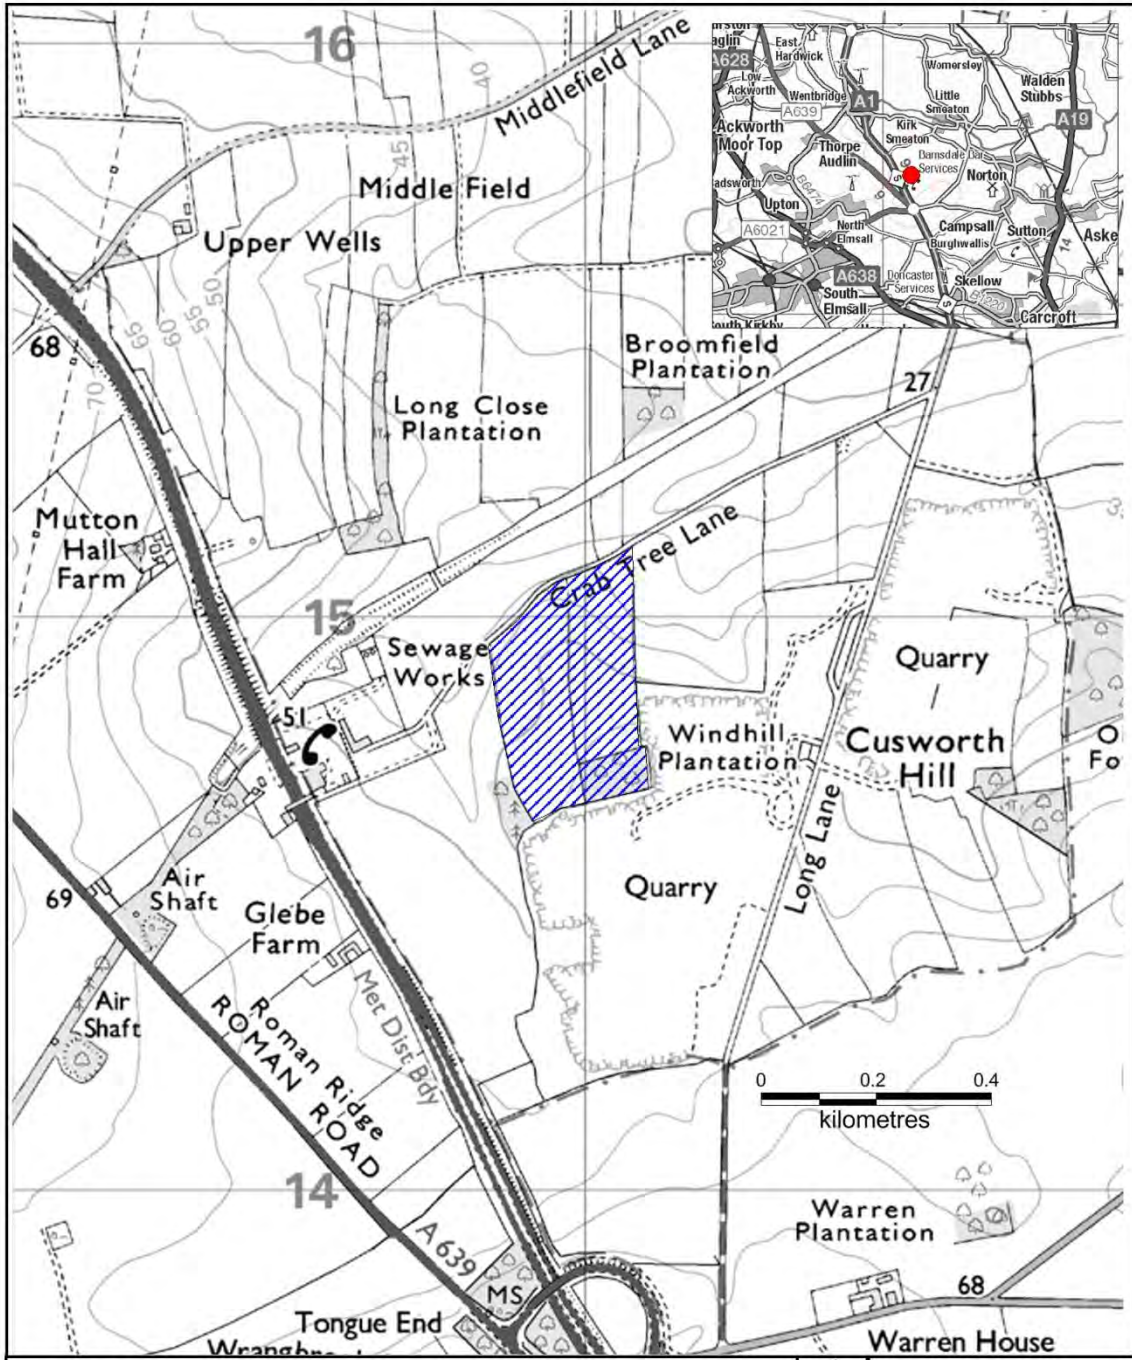 16
Middlefield Lane
40
45
Middle Field
Upper Wells
50
55
60
65
70
68
Broomfield
Plantation
27
Long Close
Plantation
Mutton
Hall
Farm
Crab Tree Lane
15
Sewage
Works
Quarry
51
Windhill
Plantation
Cusworth
Hill
Long Lane
Air
Shaft
69
Glebe
Farm
Quarry
Air
Shaft
Roman Ridge
ROMAN ROAD
Met Dist Bdy
0 0.2 0.4
kilometres
14
A 639
MS
Tongue End
Warren
Plantation
68
Warren House
East
Hardwick
A628
Low
Ackworth
Wentbridge
A1
A639
Womersley
Little
Smeaton
Walden
Stubbs
A19
Kirk
Smeaton
Ackworth
Moor Top
Thorpe
Audlin
Barnsdale Bar
Services
Norton
Upton
B6474
A6021
North
Elmsall
Campsall
Burghwallis
Sutton
14
Aske
A638
Doncaster
Services
Skellow
South
Elmsall
B1220
5
Carcroft